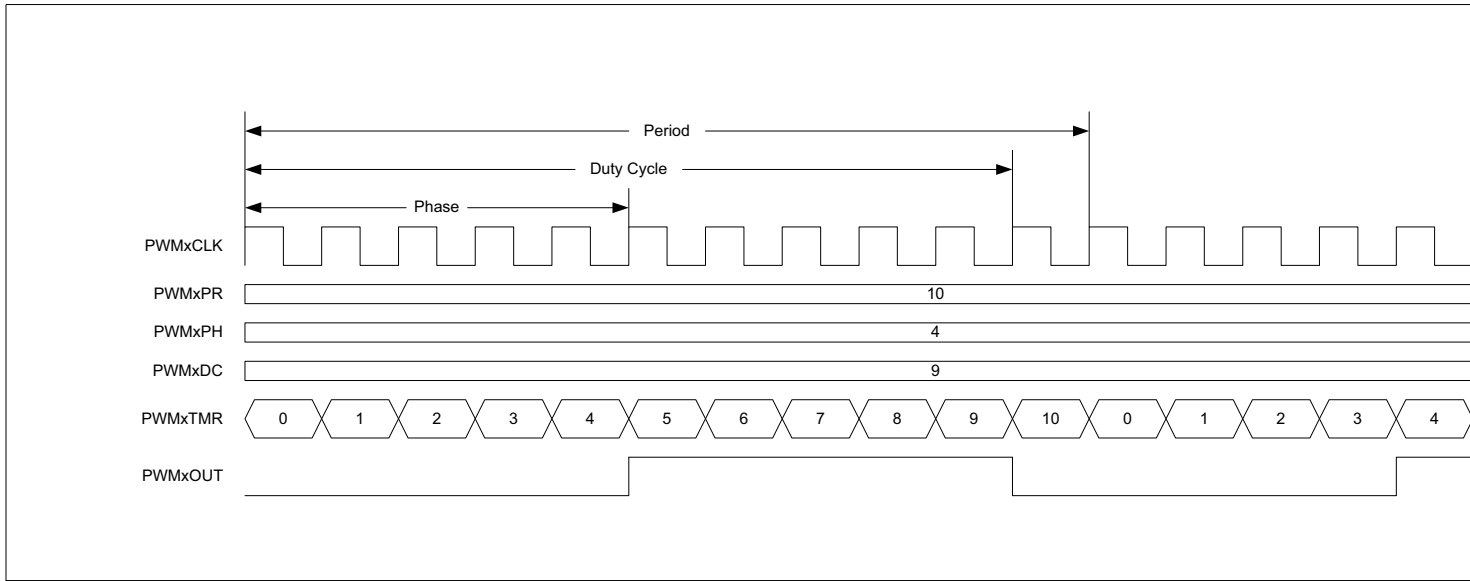 Period
Duty Cycle
Phase
PWMxCLK
PWMxPR 10
PWMxPH 4
PWMxDC 9
PWMxTMR 0 1 2 3 4 5 6 7 8 9 10 0 1 2 3 4
PWMxOUT